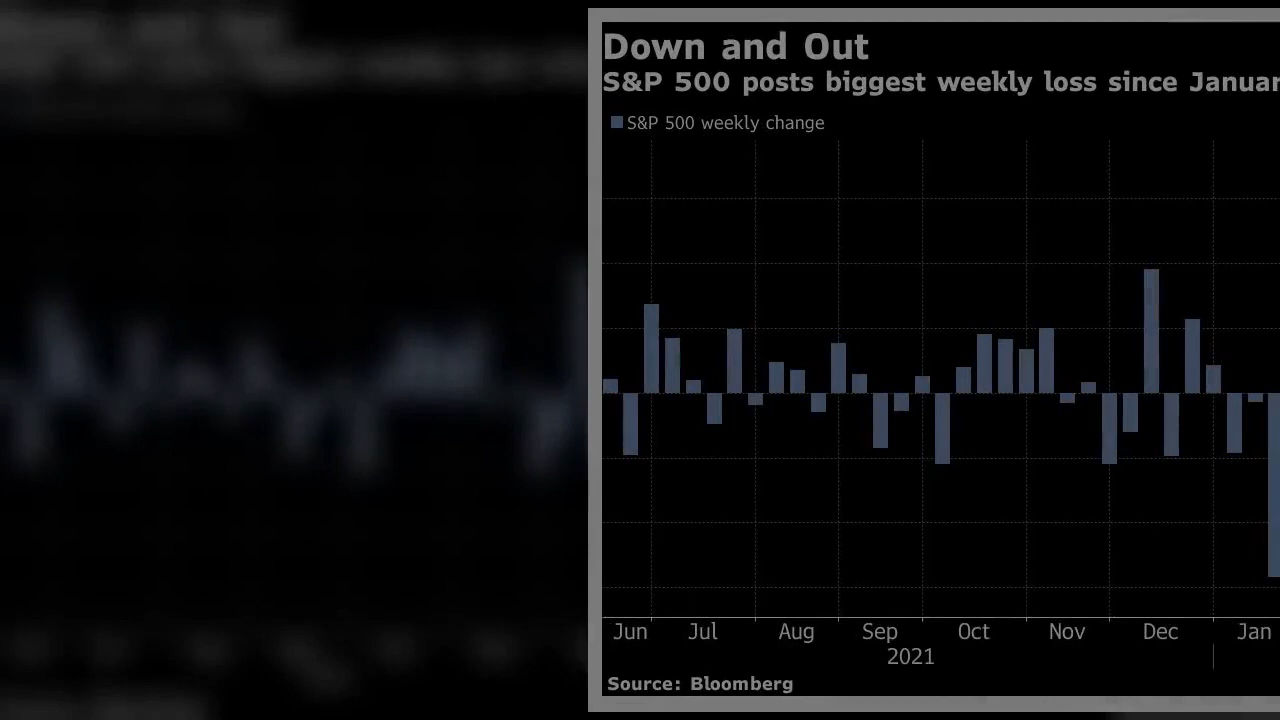 Down and Out
S&P 500 posts biggest weekly loss since Januar
S&P 500 weekly change
Jun Jul Aug Sep Oct Nov Dec Jan
2021
Source: Bloomberg